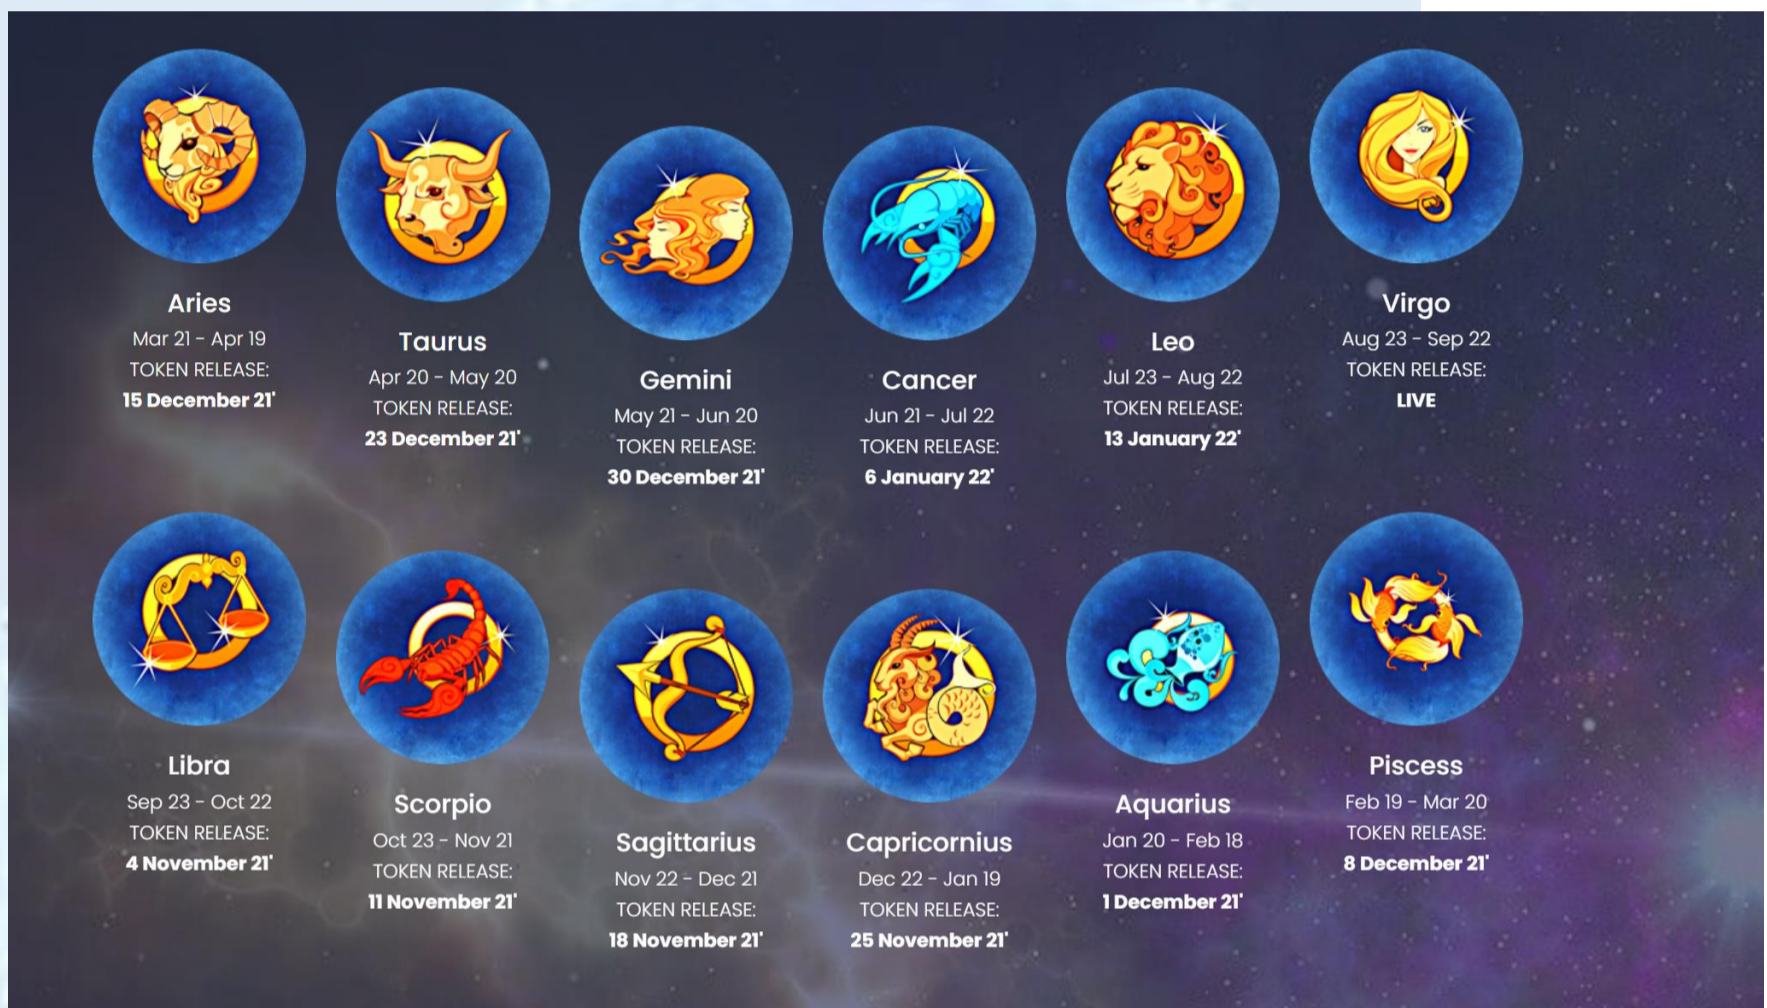 Aries
Mar 21 - Apr 19
TOKEN RELEASE:
15 December 21'
Taurus
Apr 20 - May 20
TOKEN RELEASE:
23 December 21'
Gemini
May 21 - Jun 20
TOKEN RELEASE:
30 December 21'
Cancer
Jun 21 - Jul 22
TOKEN RELEASE:
6 January 22'
Leo
Jul 23 - Aug 22
TOKEN RELEASE:
13 January 22'
Virgo
Aug 23 - Sep 22
TOKEN RELEASE:
LIVE
Libra
Sep 23 - Oct 22
TOKEN RELEASE:
4 November 21'
Scorpio
Oct 23 - Nov 21
TOKEN RELEASE:
11 November 21'
Sagittarius
Nov 22 - Dec 21
TOKEN RELEASE:
18 November 21'
Capricornius
Dec 22 - Jan 19
TOKEN RELEASE:
25 November 21'
Aquarius
Jan 20 - Feb 18
TOKEN RELEASE:
1 December 21'
Piscess
Feb 19 - Mar 20
TOKEN RELEASE:
8 December 21'